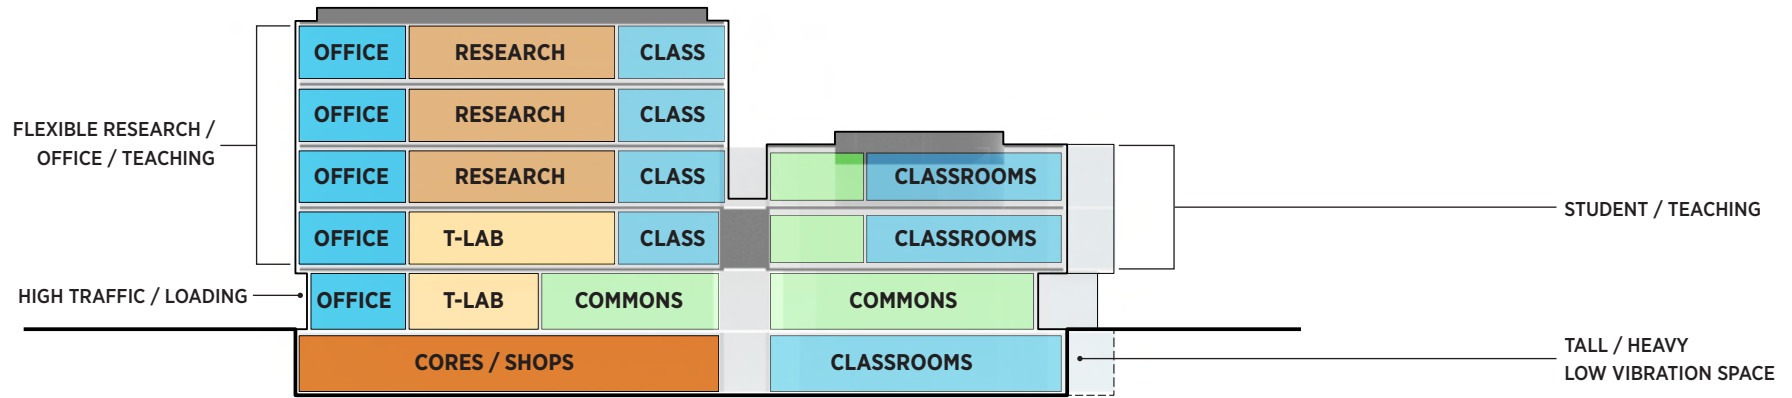 OFFICE RESEARCH CLASS
OFFICE RESEARCH CLASS
FLEXIBLE RESEARCH /
OFFICE / TEACHING
OFFICE RESEARCH CLASS CLASSROOMS
STUDENT / TEACHING
OFFICE T-LAB CLASS CLASSROOMS
HIGH TRAFFIC / LOADING
OFFICE T-LAB COMMONS COMMONS
CORES / SHOPS CLASSROOMS
TALL / HEAVY
LOW VIBRATION SPACE